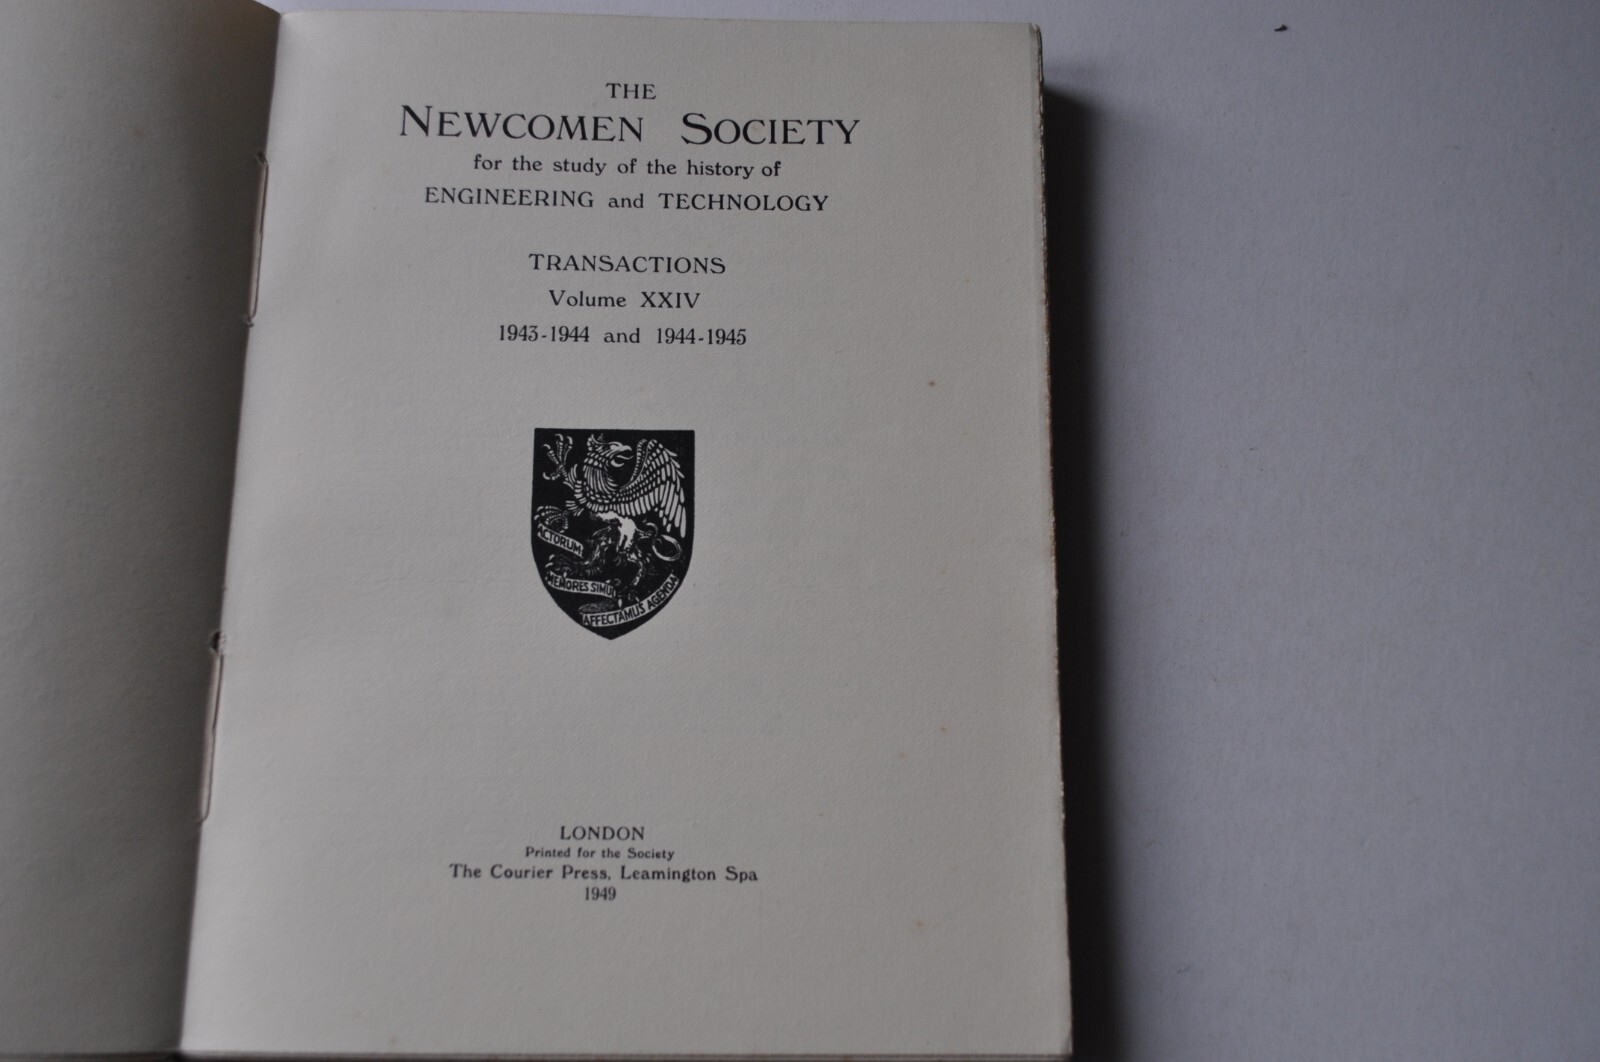 THE
NEWCOMEN SOCIETY
for the study of the history of
ENGINEERING and TECHNOLOGY
TRANSACTIONS
Volume XXIV
1943-1944 and 1944-1945
ACTORUM
MEMORES SIMUL
AFFECTAMUS AGENDA
LONDON
Printed for the Society
The Courier Press, Leamington Spa
1949